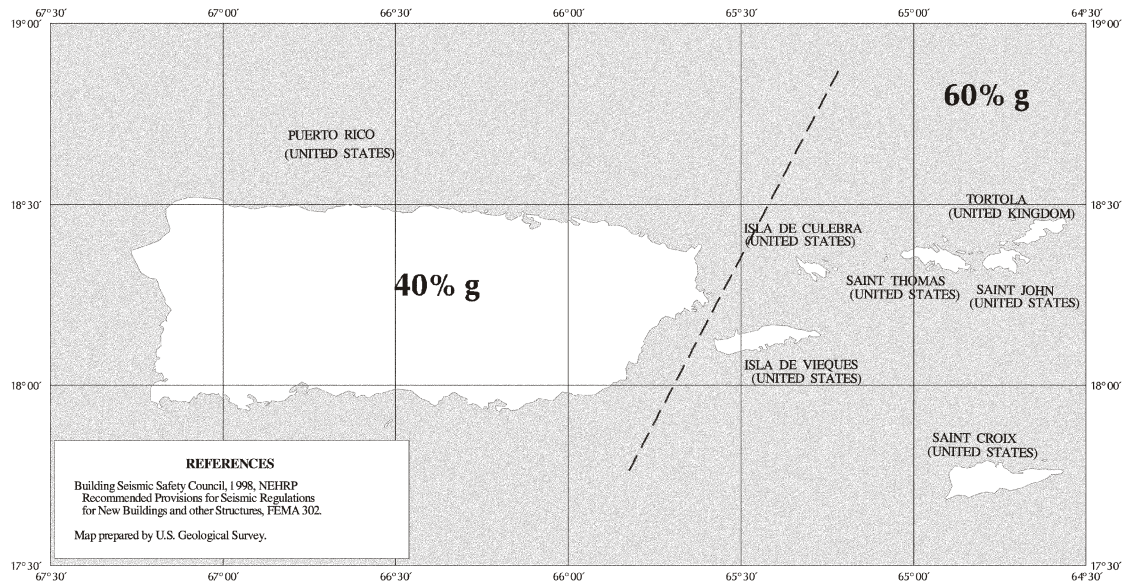 67°30′ 67°00′ 66°30′ 66°00′ 65°30′ 65°00′ 64°30′
19°00′ 19°00′
60% g
PUERTO RICO
(UNITED STATES)
18°30′ 18°30′
TORTOLA
(UNITED KINGDOM)
ISLA DE CULEBRA
(UNITED STATES)
40% g
SAINT THOMAS
(UNITED STATES)
SAINT JOHN
(UNITED STATES)
ISLA DE VIEQUES
(UNITED STATES)
18°00′ 18°00′
SAINT CROIX
(UNITED STATES)
REFERENCES
Building Seismic Safety Council, 1998, NEHRP
Recommended Provisions for Seismic Regulations
for New Buildings and other Structures, FEMA 302.
Map prepared by U.S. Geological Survey.
17°30′ 17°30′
67°30′ 67°00′ 66°30′ 66°00′ 65°30′ 65°00′ 64°30′